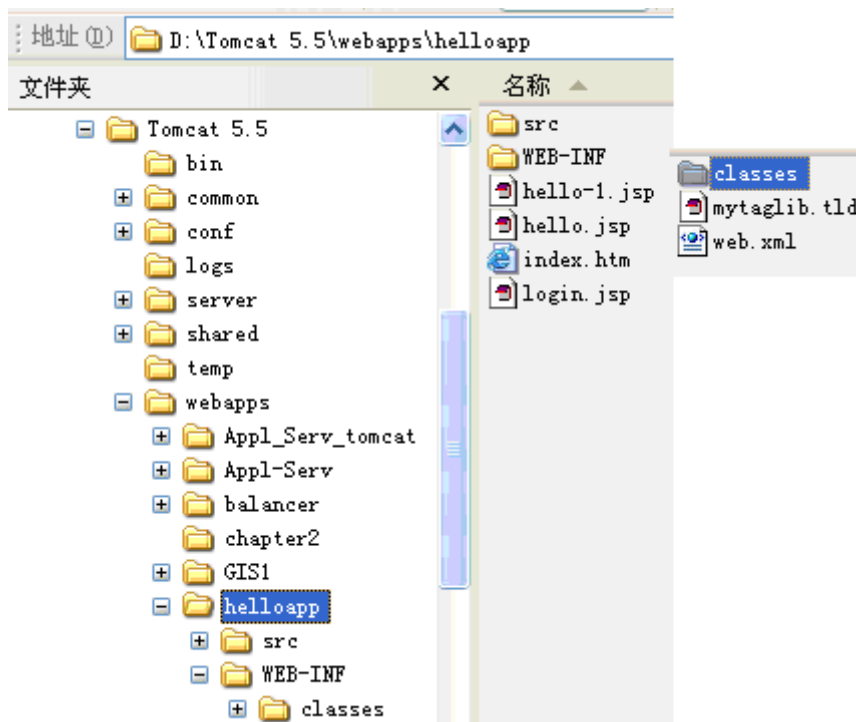 地址(D) D:\Tomcat 5.5\webapps\helloapp
文件夹
Tomcat 5.5
bin
common
conf
logs
server
shared
temp
webapps
Appl_Serv_tomcat
Appl-Serv
balancer
chapter2
GIS1
helloapp
src
WEB-INF
classes
名称
src
WEB-INF
hello-1.jsp
hello.jsp
index.htm
login.jsp
classes
mytaglib.tld
web.xml